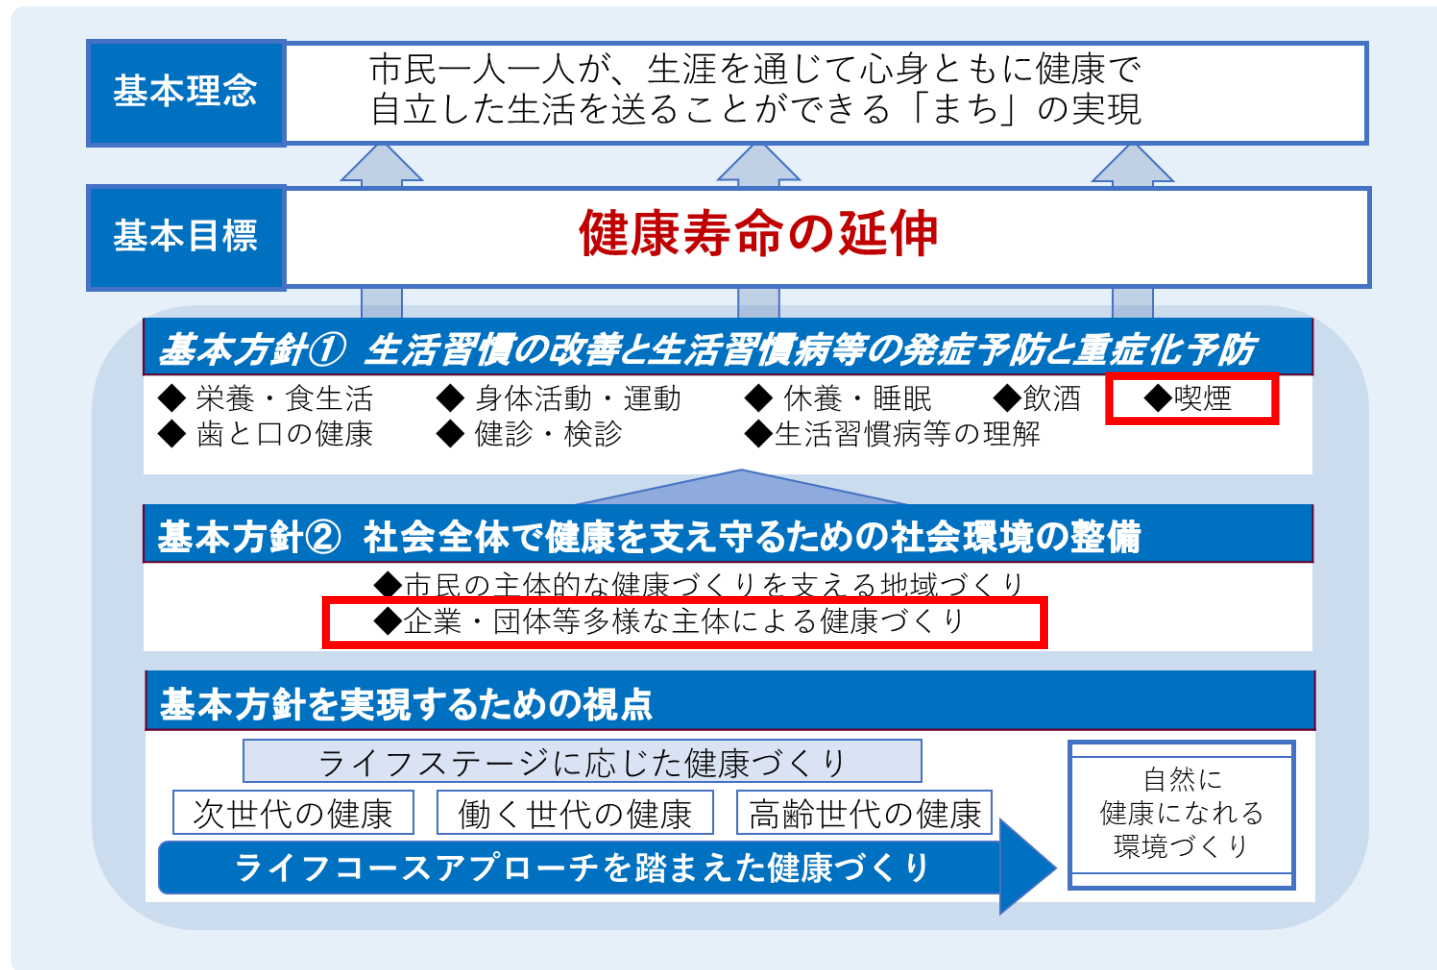 基本理念
市民一人一人が、生涯を通じて心身ともに健康で
自立した生活を送ることができる「まち」の実現
基本目標
健康寿命の延伸
基本方針① 生活習慣の改善と生活習慣病等の発症予防と重症化予防
◆ 栄養・食生活 ◆ 身体活動・運動 ◆ 休養・睡眠 ◆飲酒 ◆喫煙
◆ 歯と口の健康 ◆ 健診・検診 ◆生活習慣病等の理解
基本方針② 社会全体で健康を支え守るための社会環境の整備
◆市民の主体的な健康づくりを支える地域づくり
◆企業・団体等多様な主体による健康づくり
基本方針を実現するための視点
ライフステージに応じた健康づくり
次世代の健康 働く世代の健康 高齢世代の健康
ライフコースアプローチを踏まえた健康づくり
自然に
健康になれる
環境づくり